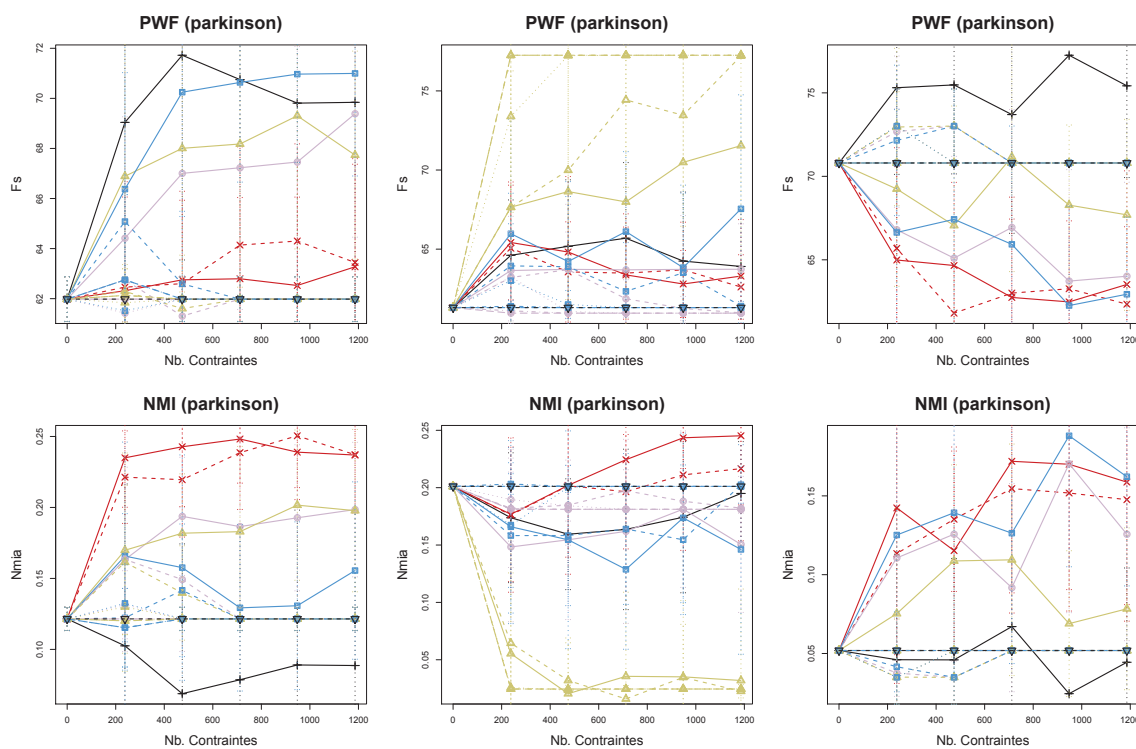 PWF (parkinson)
Fs
62 64 66 68 70 72
0 200 400 600 800 1000 1200
Nb. Contraintes
PWF (parkinson)
Fs
65 70 75
0 200 400 600 800 1000 1200
Nb. Contraintes
PWF (parkinson)
Fs
65 70 75
0 200 400 600 800 1000 1200
Nb. Contraintes
NMI (parkinson)
Nmia
0.10 0.15 0.20 0.25
0 200 400 600 800 1000 1200
Nb. Contraintes
NMI (parkinson)
Nmia
0.05 0.10 0.15 0.20 0.25
0 200 400 600 800 1000 1200
Nb. Contraintes
NMI (parkinson)
Nmia
0.05 0.10 0.15
0 200 400 600 800 1000 1200
Nb. Contraintes